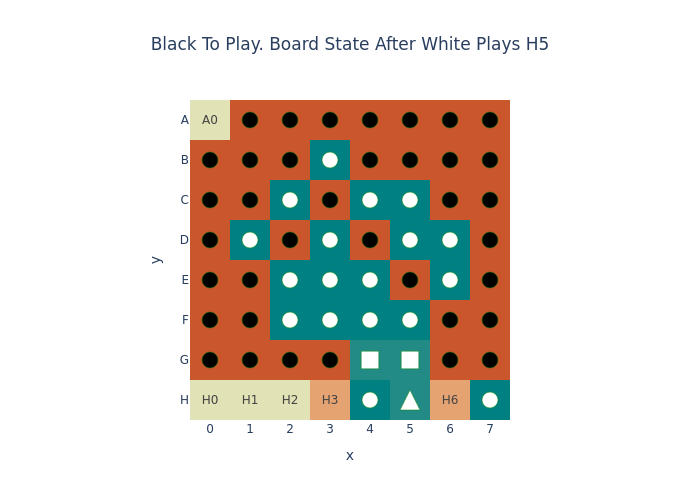 Black To Play. Board State After White Plays H5
A A0
B
C
D
y
E
F
G
H H0 H1 H2 H3 H6
0 1 2 3 4 5 6 7
x